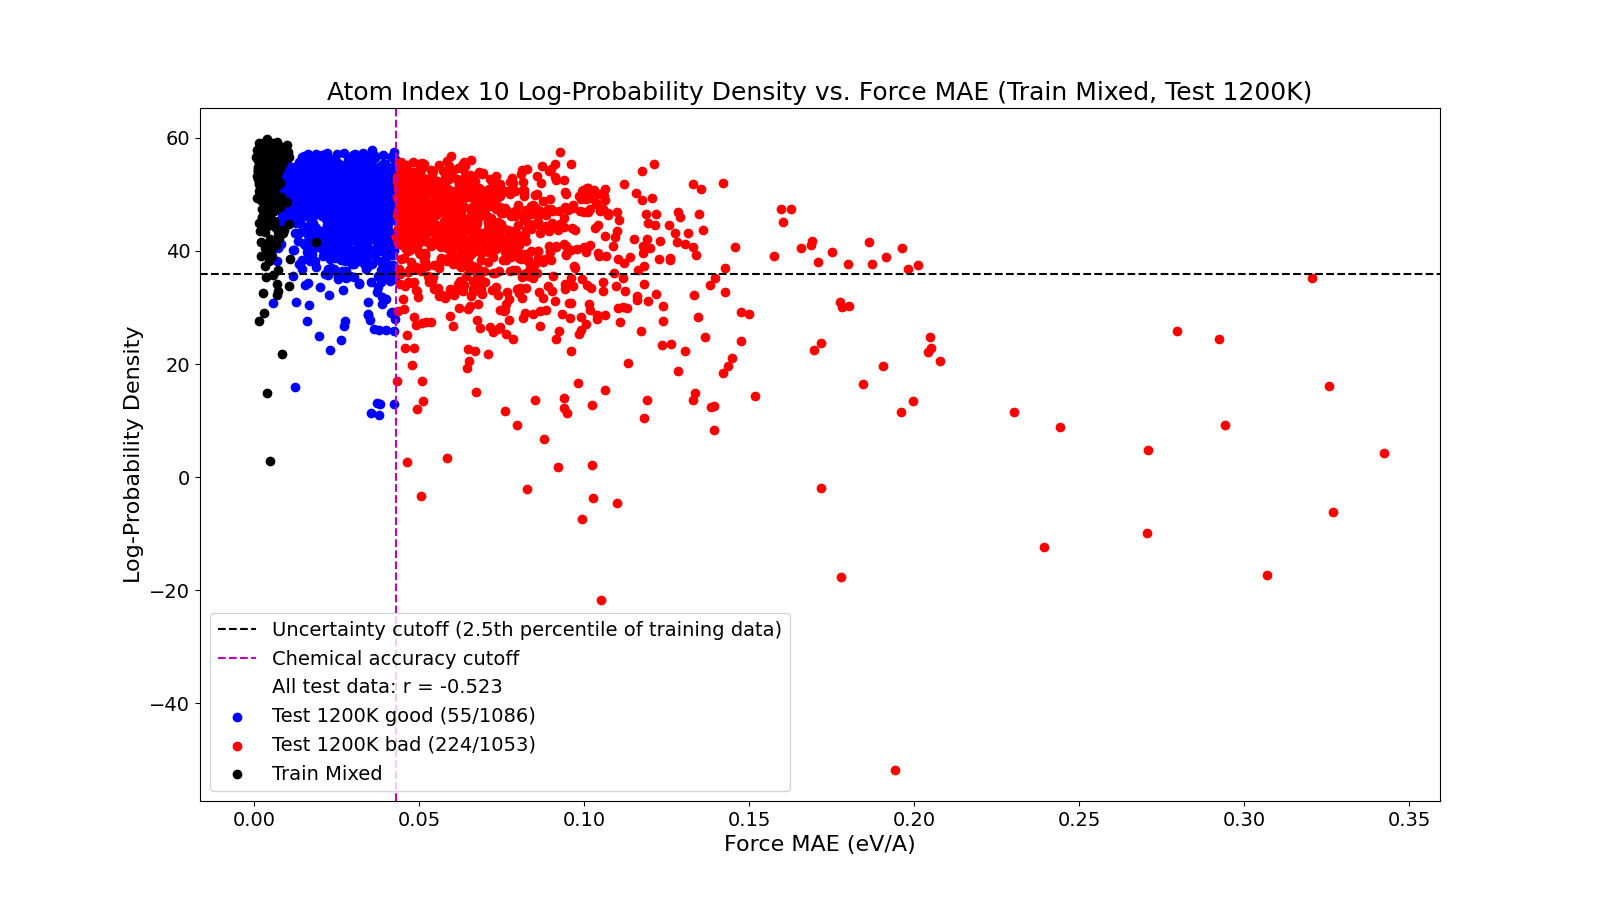 Atom Index 10 Log-Probability Density vs. Force MAE (Train Mixed, Test 1200K)
Log-Probability Density
60
40
20
0
−20
−40
Uncertainty cutoff (2.5th percentile of training data)
Chemical accuracy cutoff
All test data: r = -0.523
Test 1200K good (55/1086)
Test 1200K bad (224/1053)
Train Mixed
0.00 0.05 0.10 0.15 0.20 0.25 0.30 0.35
Force MAE (eV/A)